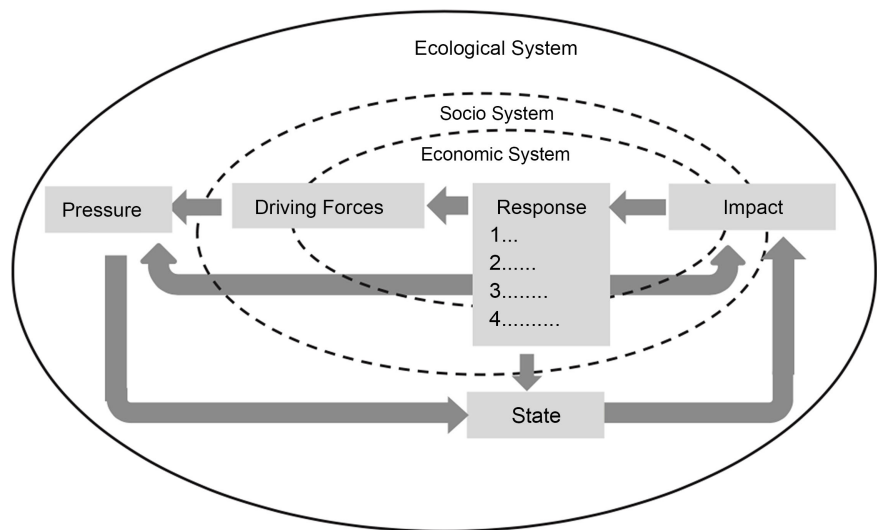 Ecological System
Socio System
Economic System
Pressure
Driving Forces
Response
1...
2......
3........
4..........
Impact
State